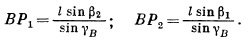 BP₁ = l sin β₂ / sin γ_B ; BP₂ = l sin β₁ / sin γ_B .